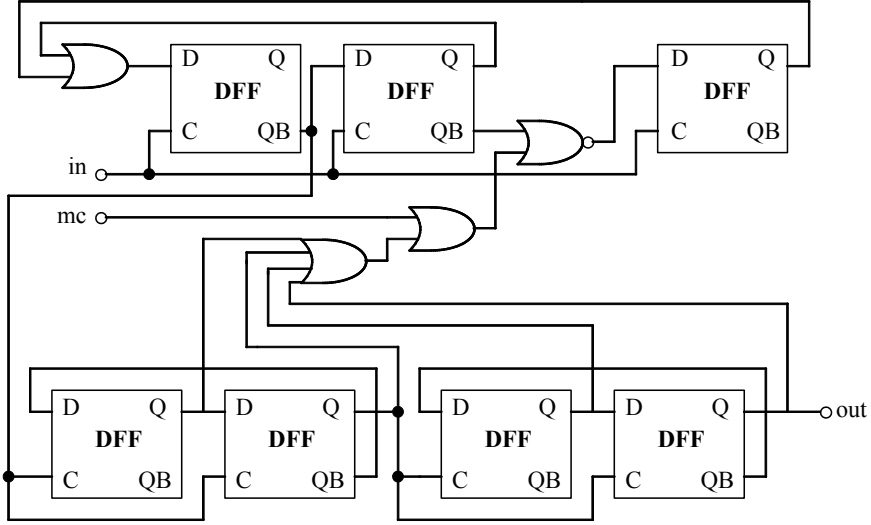 D Q D Q D Q
DFF DFF DFF
C QB C QB C QB
in
mc
D Q D Q D Q D Q out
DFF DFF DFF DFF
C QB C QB C QB C QB